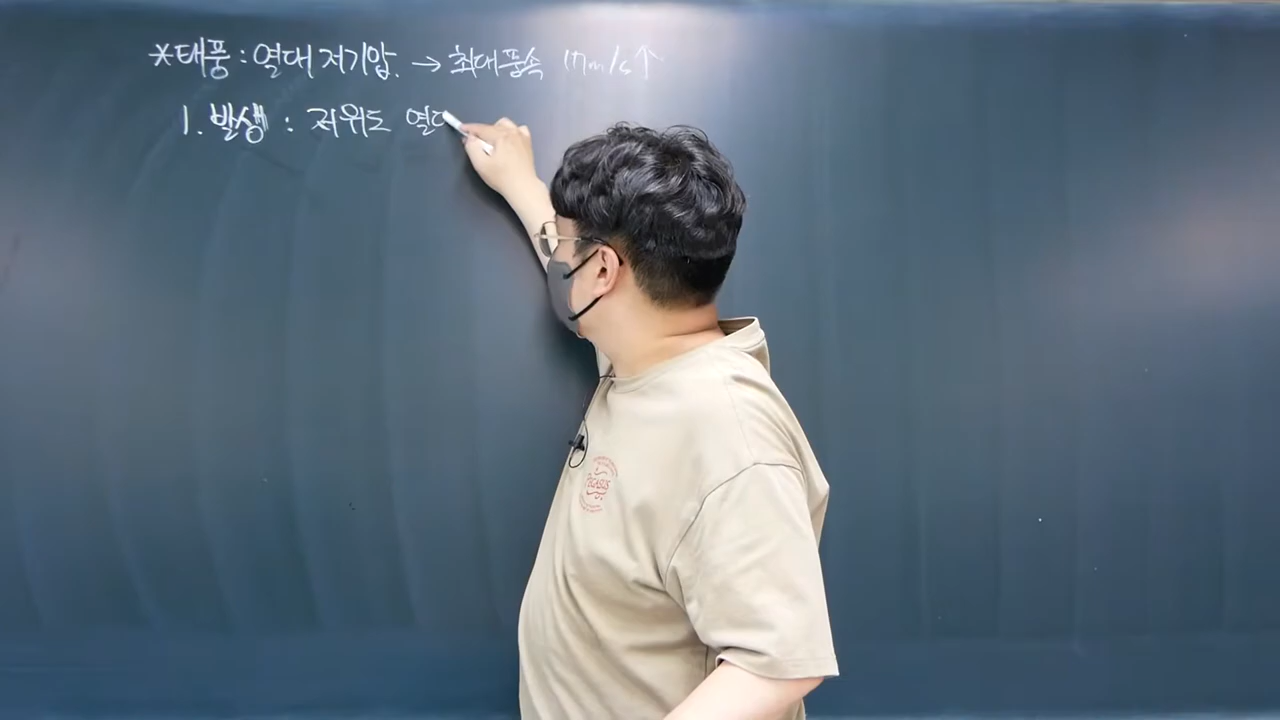 *태풍 : 열대 저기압. → 최대풍속 17m/s↑
1. 발생 : 저위도 열
PEGASUS